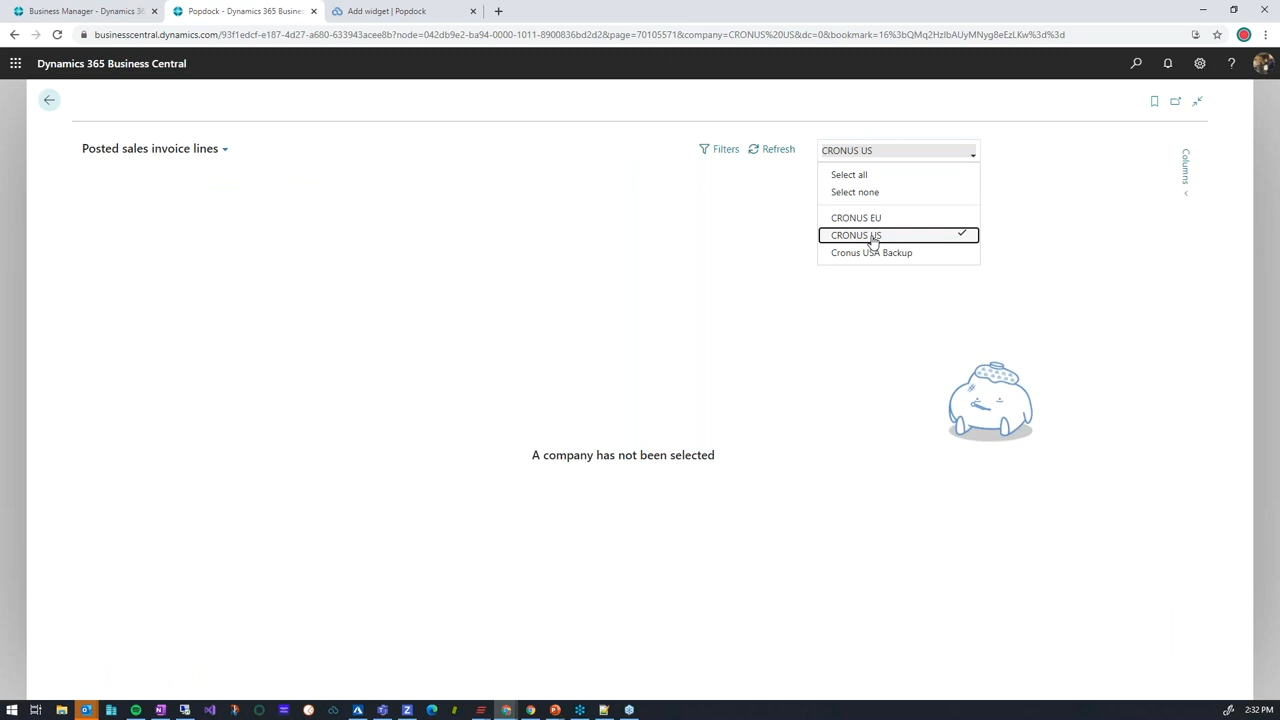 Business Manager - Dynamics 36
Popdock - Dynamics 365 Busine
Add widget | Popdock
businesscentral.dynamics.com/93f1edcf-e187-4d27-a680-633943acee8b?node=042db9e2-ba94-0000-1011-8900836bd2d2&page=70105571&company=CRONUS%20US&dc=0&bookmark=16%3bQMq2HzIbAUyMNyg8eEzLKw%3d%3d
Dynamics 365 Business Central
Posted sales invoice lines
Filters
Refresh
CRONUS US
Columns
Select all
Select none
CRONUS EU
CRONUS US
Cronus USA Backup
A company has not been selected
2:32 PM